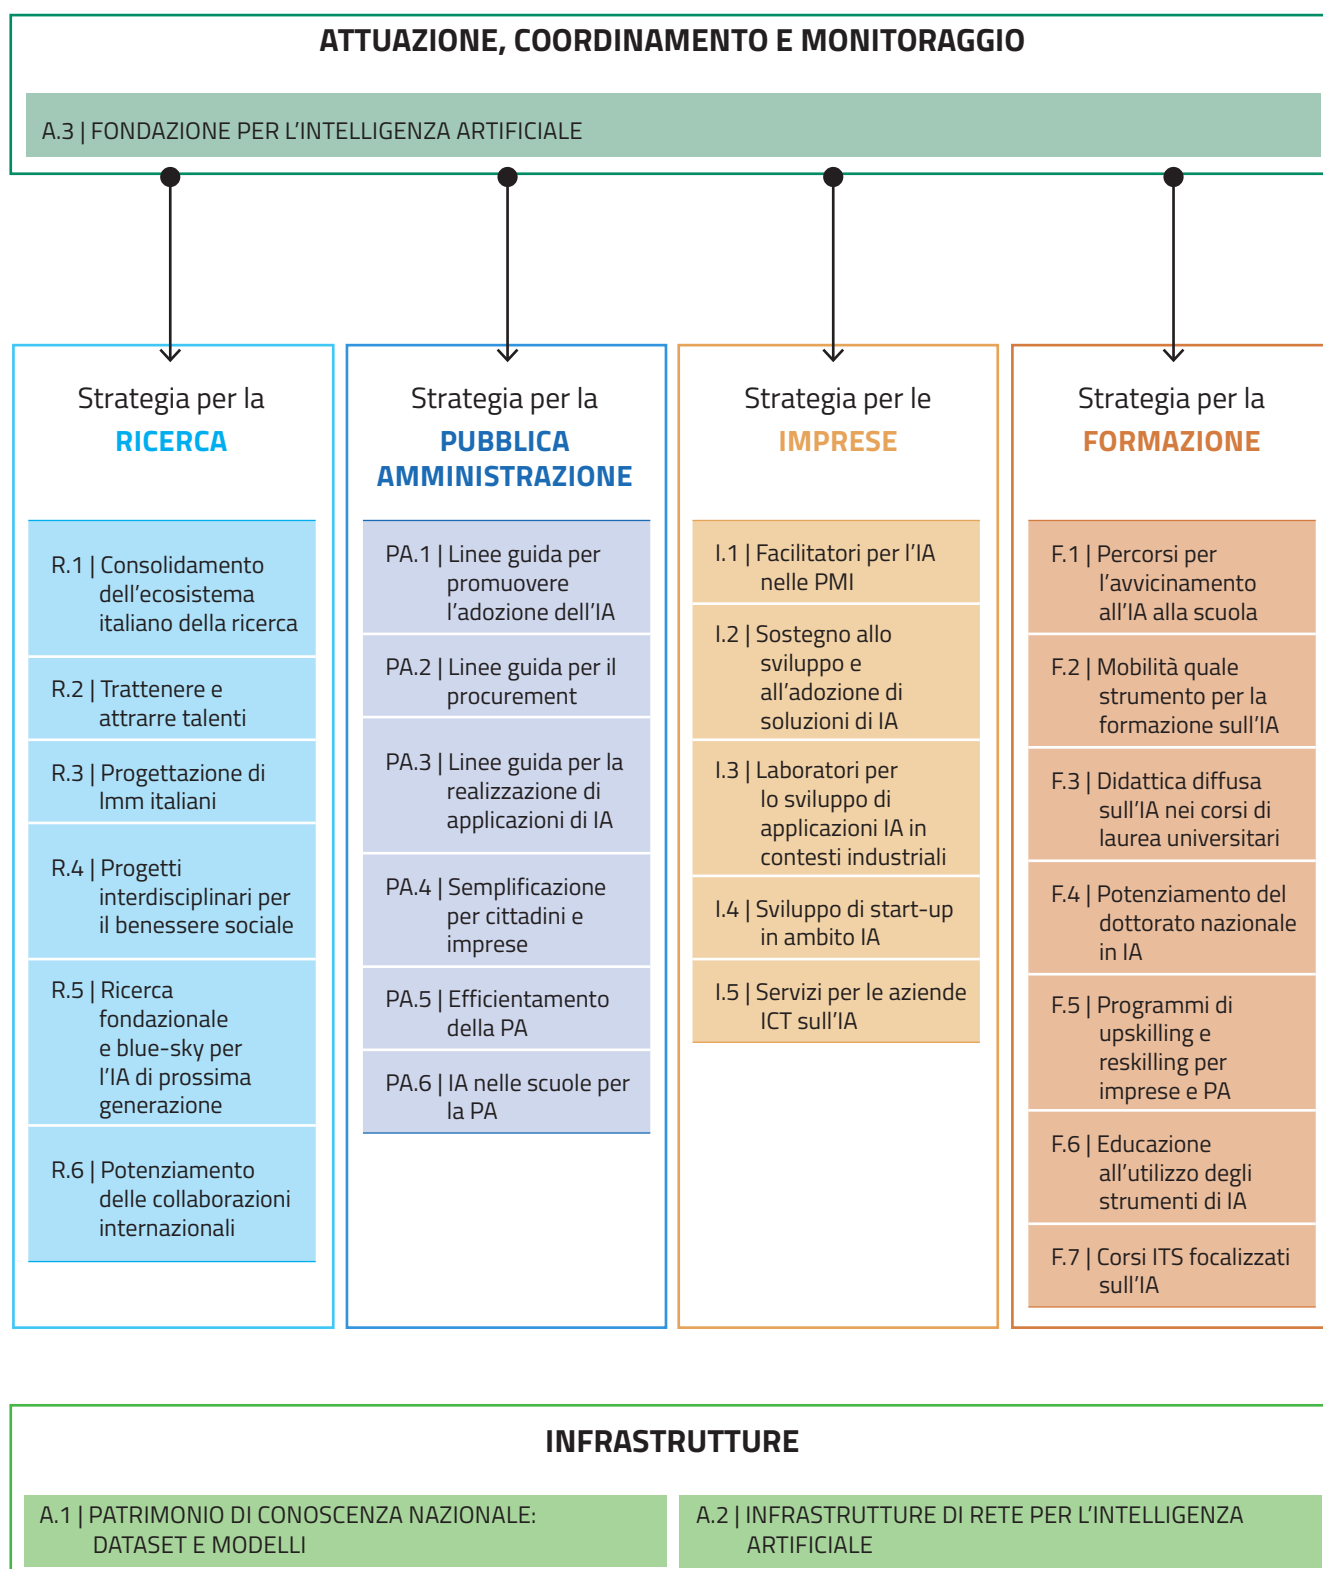 ATTUAZIONE, COORDINAMENTO E MONITORAGGIO
A.3 | FONDAZIONE PER L'INTELLIGENZA ARTIFICIALE
Strategia per la
RICERCA
R.1 | Consolidamento
dell'ecosistema
italiano della ricerca
R.2 | Trattenere e
attrarre talenti
R.3 | Progettazione di
lmm italiani
R.4 | Progetti
interdisciplinari per
il benessere sociale
R.5 | Ricerca
fondazionale
e blue-sky per
l'IA di prossima
generazione
R.6 | Potenziamento
delle collaborazioni
internazionali
Strategia per la
PUBBLICA
AMMINISTRAZIONE
PA.1 | Linee guida per
promuovere
l'adozione dell'IA
PA.2 | Linee guida per il
procurement
PA.3 | Linee guida per la
realizzazione di
applicazioni di IA
PA.4 | Semplificazione
per cittadini e
imprese
PA.5 | Efficientamento
della PA
PA.6 | IA nelle scuole per
la PA
Strategia per le
IMPRESE
I.1 | Facilitatori per l'IA
nelle PMI
I.2 | Sostegno allo
sviluppo e
all'adozione di
soluzioni di IA
I.3 | Laboratori per
lo sviluppo di
applicazioni IA in
contesti industriali
I.4 | Sviluppo di start-up
in ambito IA
I.5 | Servizi per le aziende
ICT sull'IA
Strategia per la
FORMAZIONE
F.1 | Percorsi per
l'avvicinamento
all'IA alla scuola
F.2 | Mobilità quale
strumento per la
formazione sull'IA
F.3 | Didattica diffusa
sull'IA nei corsi di
laurea universitari
F.4 | Potenziamento del
dottorato nazionale
in IA
F.5 | Programmi di
upskilling e
reskilling per
imprese e PA
F.6 | Educazione
all'utilizzo degli
strumenti di IA
F.7 | Corsi ITS focalizzati
sull'IA
INFRASTRUTTURE
A.1 | PATRIMONIO DI CONOSCENZA NAZIONALE:
DATASET E MODELLI
A.2 | INFRASTRUTTURE DI RETE PER L'INTELLIGENZA
ARTIFICIALE